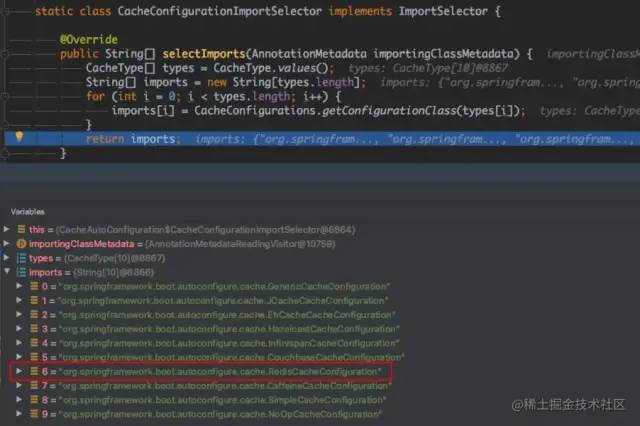 static class CacheConfigurationImportSelector implements ImportSelector {
@Override
public String[] selectImports(AnnotationMetadata importingClassMetadata) { importingClassM
CacheType[] types = CacheType.values(); types: CacheType[10]@8867
String[] imports = new String[types.length]; imports: {"org.springfram..., "org.spr
for (int i = 0; i < types.length; i++) {
imports[i] = CacheConfigurations.getConfigurationClass(types[i]); types: CacheTyp
}
return imports; imports: {"org.springfram..., "org.springfram..., "org.springfram...,
}
Variables
this = {CacheAutoConfiguration$CacheConfigurationImportSelector@8864}
importingClassMetadata = {AnnotationMetadataReadingVisitor@10759}
types = {CacheType[10]@8867}
imports = {String[10]@8866}
0 = "org.springframework.boot.autoconfigure.cache.GenericCacheConfiguration"
1 = "org.springframework.boot.autoconfigure.cache.JCacheCacheConfiguration"
2 = "org.springframework.boot.autoconfigure.cache.EhCacheCacheConfiguration"
3 = "org.springframework.boot.autoconfigure.cache.HazelcastCacheConfiguration"
4 = "org.springframework.boot.autoconfigure.cache.InfinispanCacheConfiguration"
5 = "org.springframework.boot.autoconfigure.cache.CouchbaseCacheConfiguration"
6 = "org.springframework.boot.autoconfigure.cache.RedisCacheConfiguration"
7 = "org.springframework.boot.autoconfigure.cache.CaffeineCacheConfiguration"
8 = "org.springframework.boot.autoconfigure.cache.SimpleCacheConfiguration"
9 = "org.springframework.boot.autoconfigure.cache.NoOpCacheConfiguration"
@稀土掘金技术社区